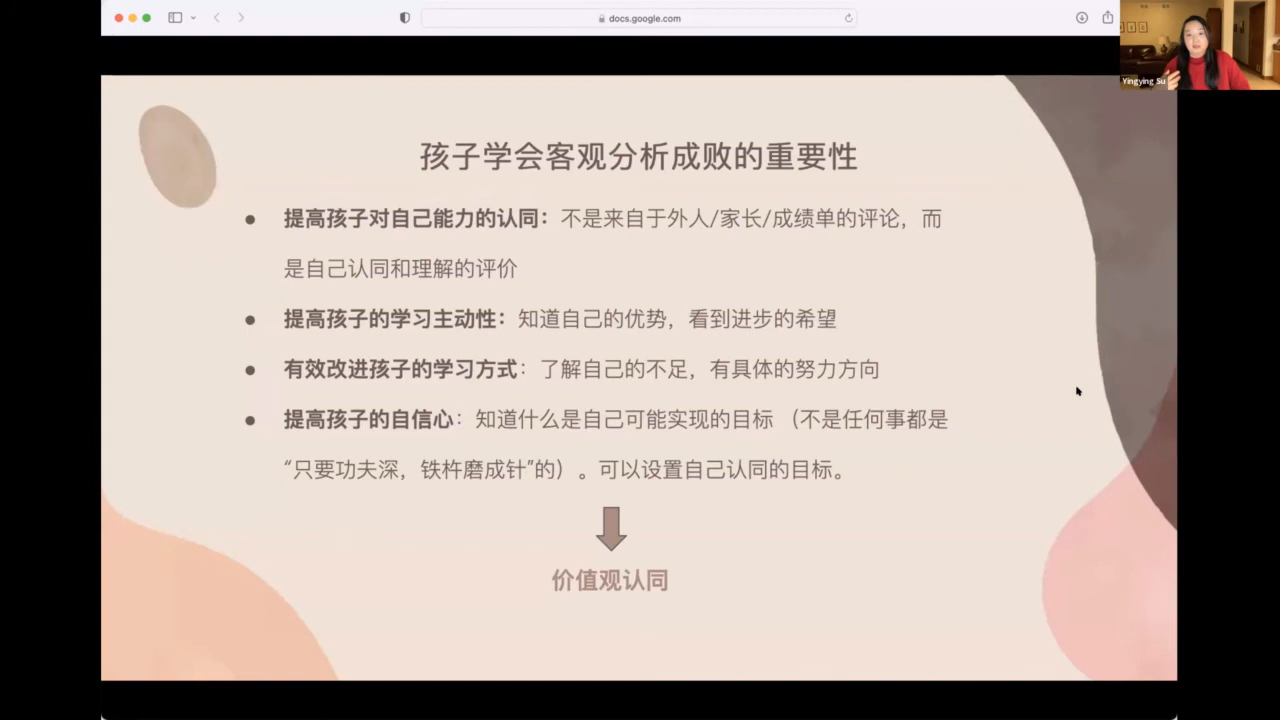 docs.google.com
Yingying Su
孩子学会客观分析成败的重要性
● 提高孩子对自己能力的认同：不是来自于外人/家长/成绩单的评论，而
是自己认同和理解的评价
● 提高孩子的学习主动性：知道自己的优势，看到进步的希望
● 有效改进孩子的学习方式：了解自己的不足，有具体的努力方向
● 提高孩子的自信心：知道什么是自己可能实现的目标 （不是任何事都是
“只要功夫深，铁杵磨成针”的）。可以设置自己认同的目标。
价值观认同